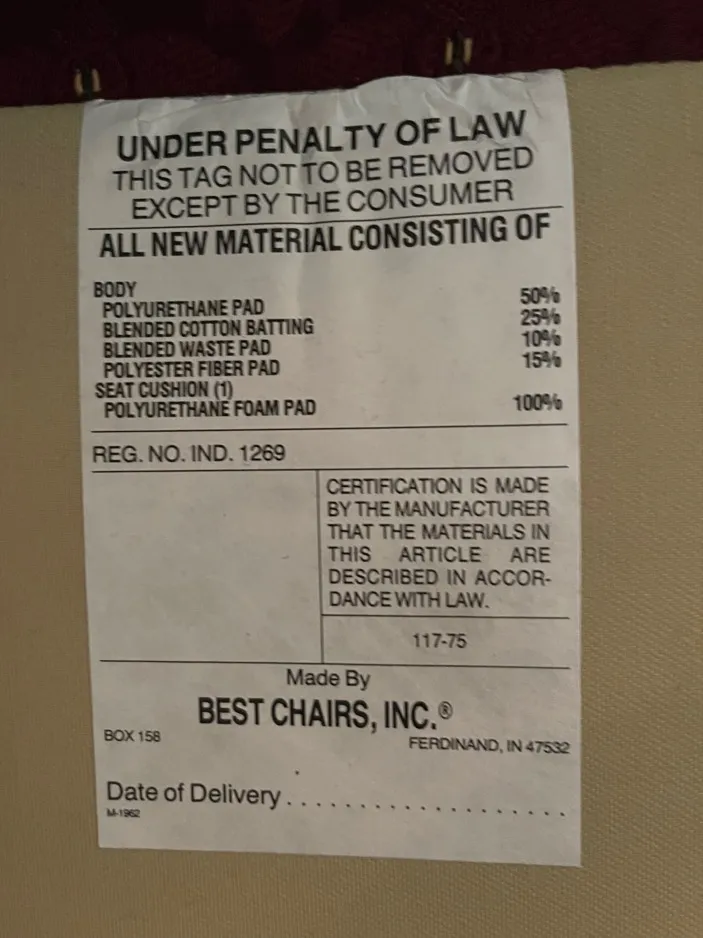 UNDER PENALTY OF LAW
THIS TAG NOT TO BE REMOVED
EXCEPT BY THE CONSUMER
ALL NEW MATERIAL CONSISTING OF
BODY
POLYURETHANE PAD 50%
BLENDED COTTON BATTING 25%
BLENDED WASTE PAD 10%
POLYESTER FIBER PAD 15%
SEAT CUSHION (1)
POLYURETHANE FOAM PAD 100%
REG. NO. IND. 1269
CERTIFICATION IS MADE
BY THE MANUFACTURER
THAT THE MATERIALS IN
THIS ARTICLE ARE
DESCRIBED IN ACCOR-
DANCE WITH LAW.
117-75
Made By
BEST CHAIRS, INC.®
BOX 158 FERDINAND, IN 47532
Date of Delivery . . . . . . . . . . . . . . . . . . .
M-1962